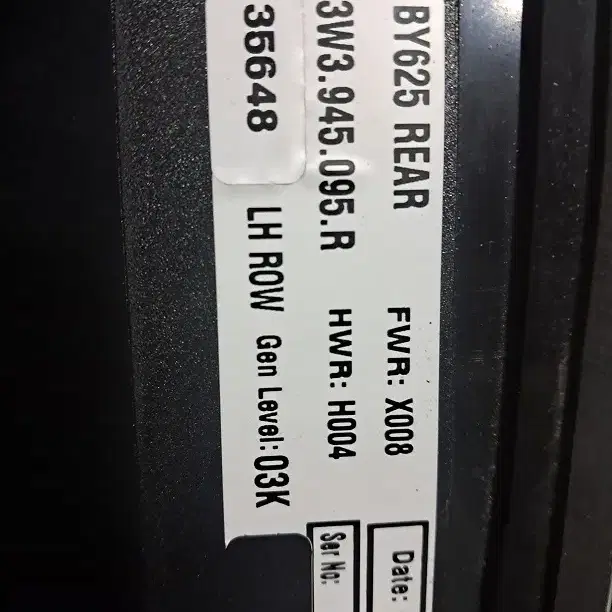 BY625 REAR FWR: X008 Date:
3W3.945.095.R HWR: H004 Ser No:
35648 LH ROW Gen Level:03K